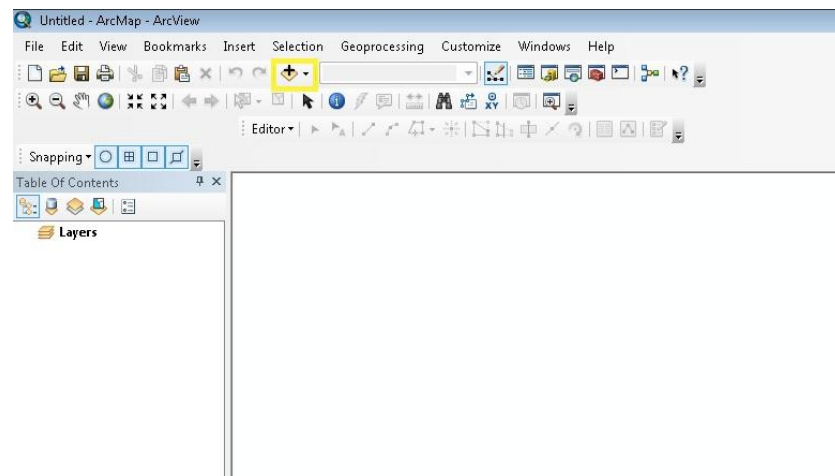 Untitled - ArcMap - ArcView
File Edit View Bookmarks Insert Selection Geoprocessing Customize Windows Help
XY
Editor
Snapping
Table Of Contents
Layers